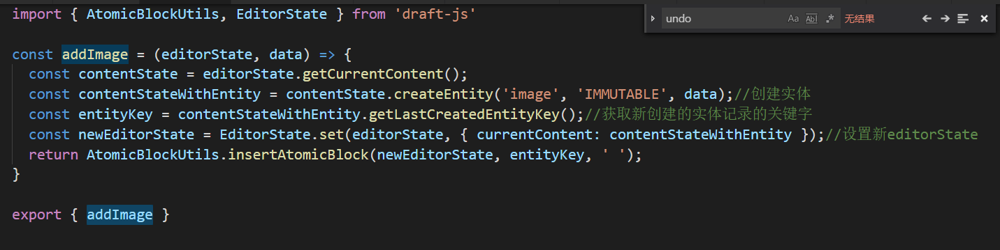 import { AtomicBlockUtils, EditorState } from 'draft-js'
undo
Aa
Abl
.*
无结果
const addImage = (editorState, data) => {
const contentState = editorState.getCurrentContent();
const contentStateWithEntity = contentState.createEntity('image', 'IMMUTABLE', data);//创建实体
const entityKey = contentStateWithEntity.getLastCreatedEntityKey();//获取新创建的实体记录的关键字
const newEditorState = EditorState.set(editorState, { currentContent: contentStateWithEntity });//设置新editorState
return AtomicBlockUtils.insertAtomicBlock(newEditorState, entityKey, ' ');
}
export { addImage }